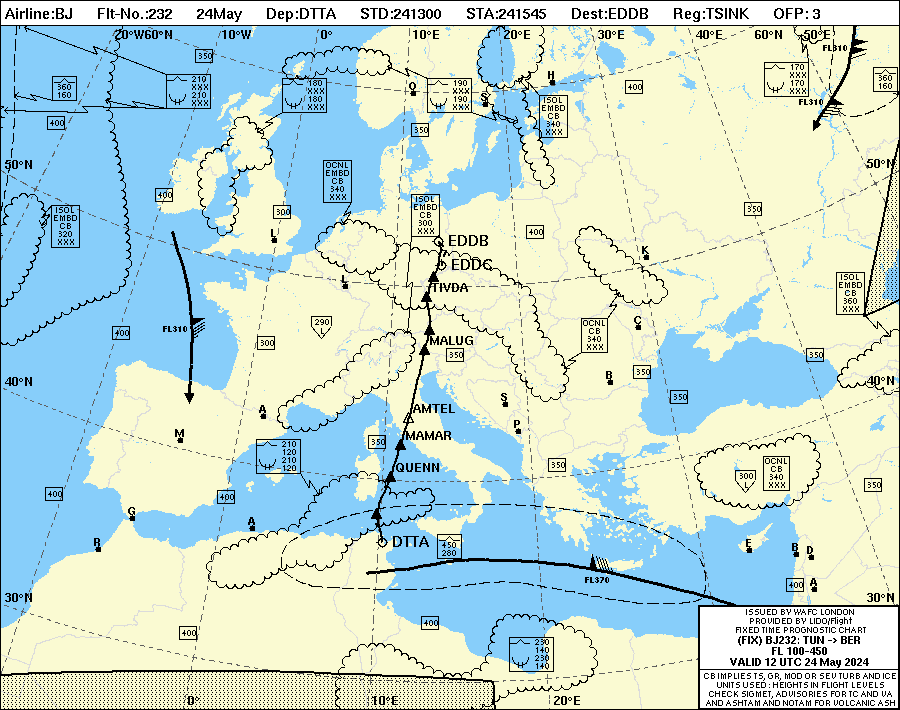 Airline:BJ Flt-No.:232 24May Dep:DTTA STD:241300 STA:241545 Dest:EDDB Reg:TSINK OFP: 3
20°W60°N 10°W 0° 10°E 20°E 30°E 40°E 60°N 50°E
FL310
350
360
160
210
XXX
310
XXX
180
XXX
180
XXX
O
190
XXX
190
XXX
S
H
400
170
XXX
170
XXX
FL310
360
160
400
350
ISOL
EMBD
CB
340
XXX
50°N
50°N
OCNL
EMBD
CB
340
XXX
400
ISOL
EMBD
CB
320
XXX
300
L
ISOL
EMBD
CB
300
XXX
350
400
EDDB
EDDC
K
L
TIVDA
ISOL
EMBD
CB
360
XXX
FL310
400
290
L
300
MALUG
350
OCNL
CB
340
XXX
C
350
350
B
350
40°N
40°N
A
S
AMTEL
P
M
350
MAMAR
210
120
210
120
QUENN
350
300
L
OCNL
CB
340
XXX
350
400
400
G
A
R
DTTA
450
280
E
B
D
FL370
400
A
30°N
30°N
400
400
230
140
230
140
0°
10°E
20°E
ISSUED BY WAFC LONDON
PROVIDED BY LIDO/Flight
FIXED TIME PROGNOSTIC CHART
(FIX) BJ232: TUN -> BER
FL 100-450
VALID 12 UTC 24 May 2024
CB IMPLIES TS, GR, MOD OR SEV TURB AND ICE
UNITS USED : HEIGHTS IN FLIGHT LEVELS
CHECK SIGMET, ADVISORIES FOR TC AND VA
AND ASHTAM AND NOTAM FOR VOLCANIC ASH